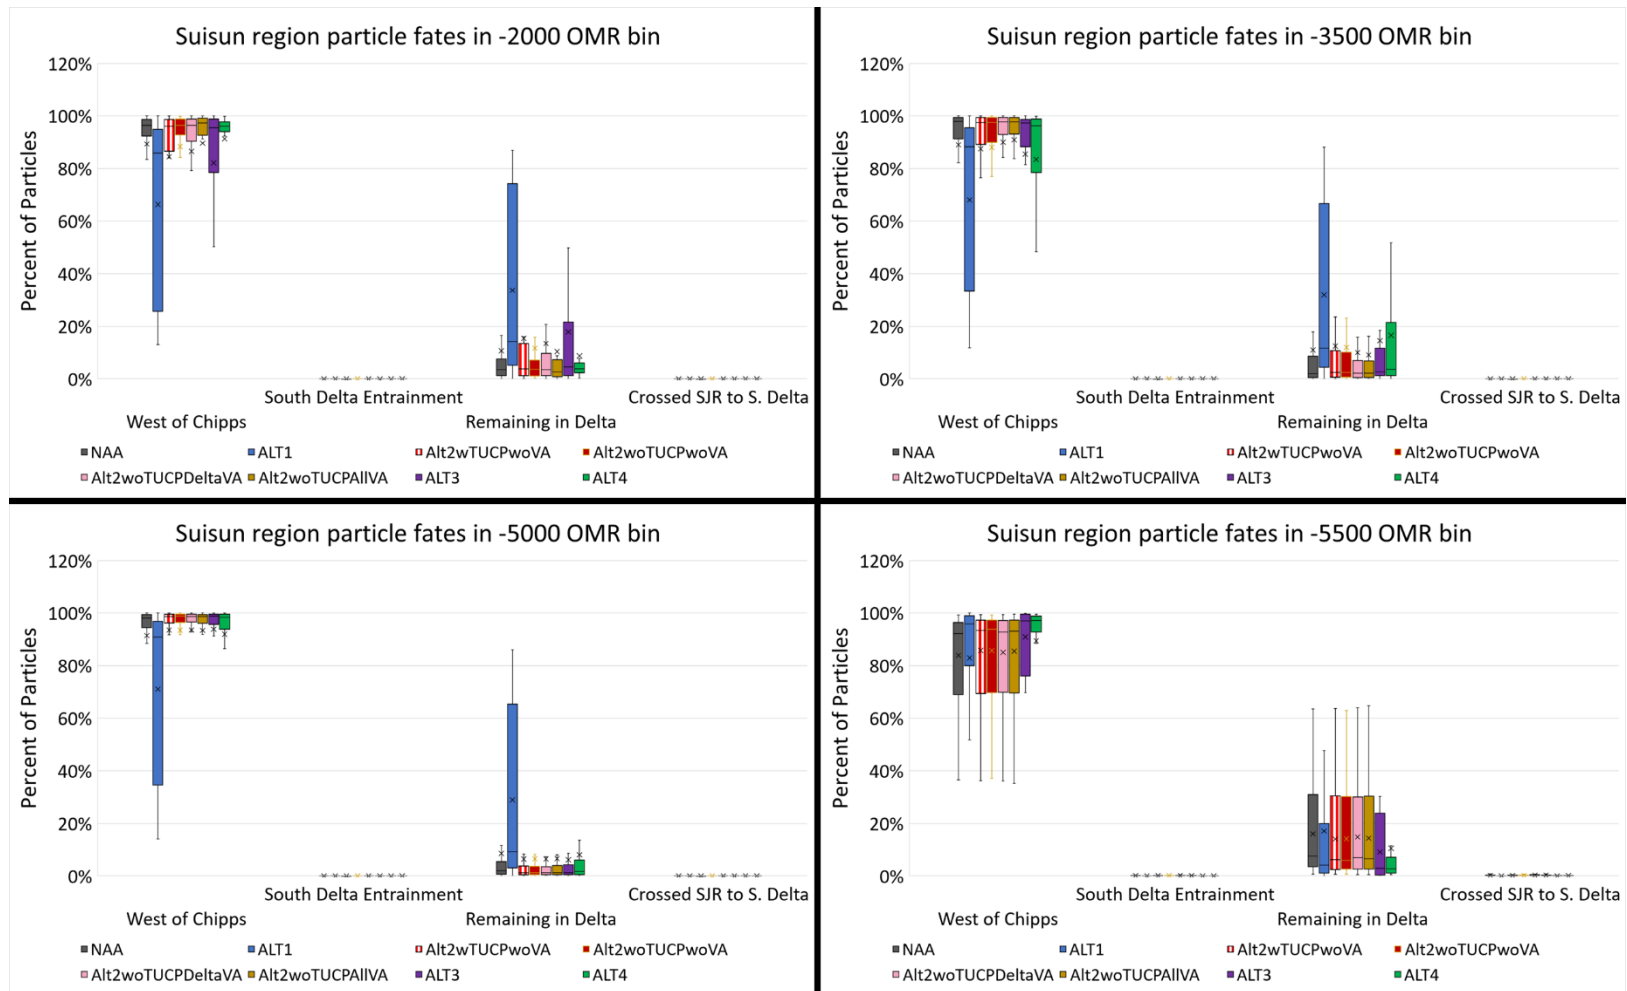 Suisun region particle fates in -2000 OMR bin
120%
100%
80%
60%
40%
20%
0%
Percent of Particles
South Delta Entrainment
Crossed SJR to S. Delta
West of Chipps
Remaining in Delta
NAA
ALT1
Alt2wTUCPwoVA
Alt2woTUCPwoVA
Alt2woTUCPDeltaVA
Alt2woTUCPAllVA
ALT3
ALT4
Suisun region particle fates in -3500 OMR bin
120%
100%
80%
60%
40%
20%
0%
Percent of Particles
South Delta Entrainment
Crossed SJR to S. Delta
West of Chipps
Remaining in Delta
NAA
ALT1
Alt2wTUCPwoVA
Alt2woTUCPwoVA
Alt2woTUCPDeltaVA
Alt2woTUCPAllVA
ALT3
ALT4
Suisun region particle fates in -5000 OMR bin
120%
100%
80%
60%
40%
20%
0%
Percent of Particles
South Delta Entrainment
Crossed SJR to S. Delta
West of Chipps
Remaining in Delta
NAA
ALT1
Alt2wTUCPwoVA
Alt2woTUCPwoVA
Alt2woTUCPDeltaVA
Alt2woTUCPAllVA
ALT3
ALT4
Suisun region particle fates in -5500 OMR bin
120%
100%
80%
60%
40%
20%
0%
Percent of Particles
South Delta Entrainment
Crossed SJR to S. Delta
West of Chipps
Remaining in Delta
NAA
ALT1
Alt2wTUCPwoVA
Alt2woTUCPwoVA
Alt2woTUCPDeltaVA
Alt2woTUCPAllVA
ALT3
ALT4